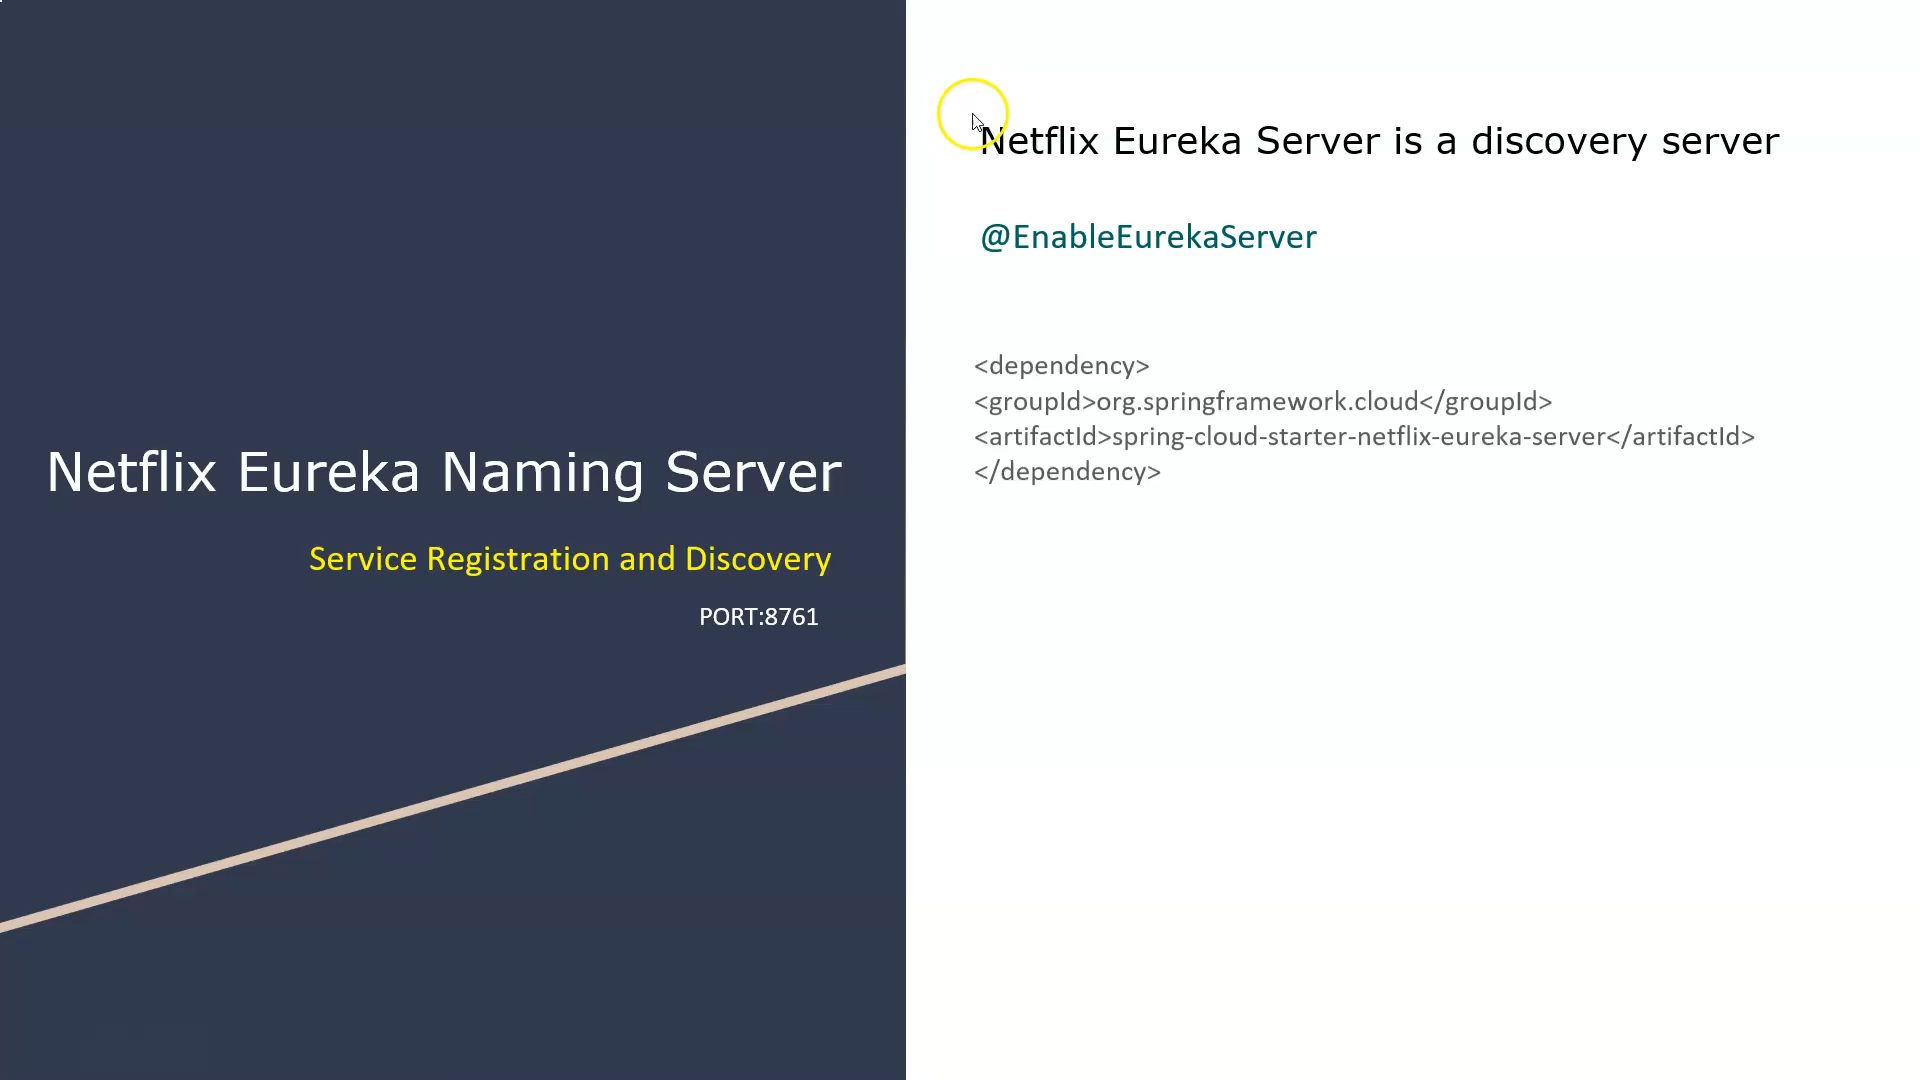 Netflix Eureka Naming Server
Service Registration and Discovery
PORT:8761
Netflix Eureka Server is a discovery server
@EnableEurekaServer
<dependency>
<groupId>org.springframework.cloud</groupId>
<artifactId>spring-cloud-starter-netflix-eureka-server</artifactId>
</dependency>